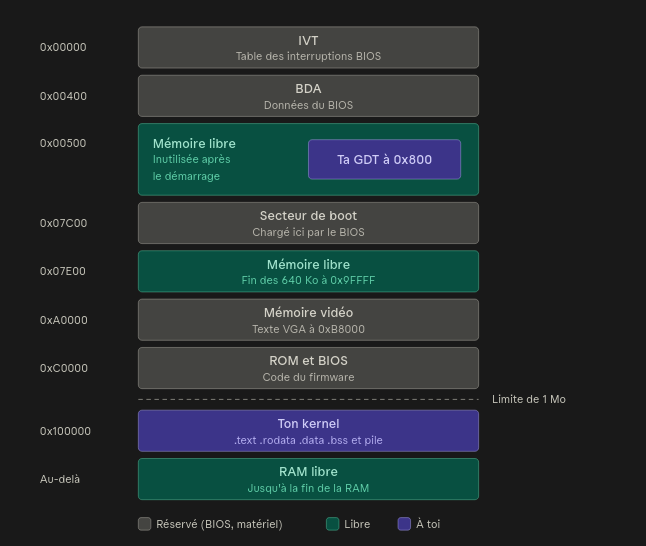 0x00000
IVT
Table des interruptions BIOS
0x00400
BDA
Données du BIOS
0x00500
Mémoire libre
Inutilisée après
le démarrage
Ta GDT à 0x800
0x07C00
Secteur de boot
Chargé ici par le BIOS
0x07E00
Mémoire libre
Fin des 640 Ko à 0x9FFFF
0xA0000
Mémoire vidéo
Texte VGA à 0xB8000
0xC0000
ROM et BIOS
Code du firmware
Limite de 1 Mo
0x100000
Ton kernel
.text .rodata .data .bss et pile
Au-delà
RAM libre
Jusqu'à la fin de la RAM
Réservé (BIOS, matériel)
Libre
À toi